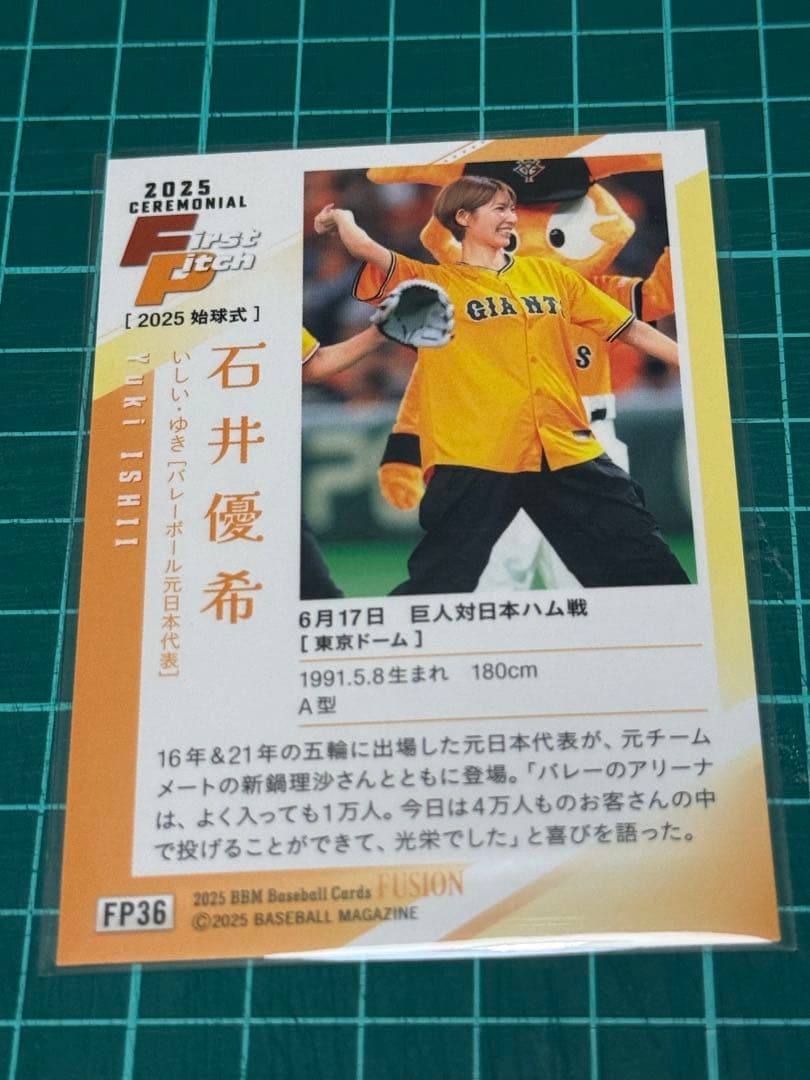 2025
CEREMONIAL
First
Pitch
[ 2025 始球式 ]
石井優希
いしい・ゆき [バレーボール元日本代表]
Yuki ISHII
GIANTS
S
6月17日 巨人対日本ハム戦
[ 東京ドーム ]
1991.5.8生まれ 180cm
A型
16年&21年の五輪に出場した元日本代表が、元チーム
メートの新鍋理沙さんとともに登場。「バレーのアリーナ
は、よく入っても1万人。今日は4万人ものお客さんの中
で投げることができて、光栄でした」と喜びを語った。
FP36
2025 BBM Baseball Cards FUSION
©2025 BASEBALL MAGAZINE